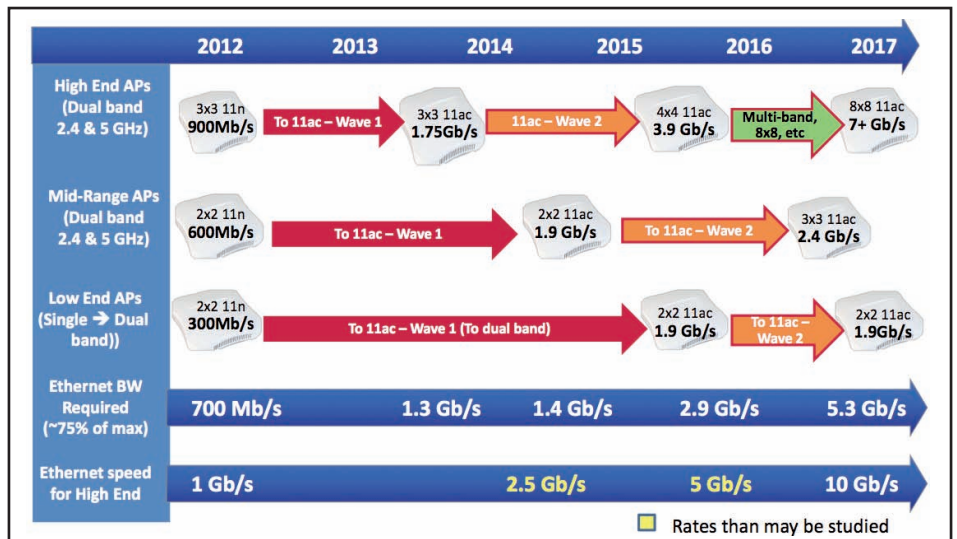 2012 2013 2014 2015 2016 2017
High End APs
(Dual band
2.4 & 5 GHz)
3x3 11n
900Mb/s
To 11ac – Wave 1
3x3 11ac
1.75Gb/s
11ac – Wave 2
4x4 11ac
3.9 Gb/s
Multi-band,
8x8, etc
8x8 11ac
7+ Gb/s
Mid-Range APs
(Dual band
2.4 & 5 GHz)
2x2 11n
600Mb/s
To 11ac – Wave 1
2x2 11ac
1.9 Gb/s
To 11ac – Wave 2
3x3 11ac
2.4 Gb/s
Low End APs
(Single ➔ Dual
band))
2x2 11n
300Mb/s
To 11ac – Wave 1 (To dual band)
2x2 11ac
1.9 Gb/s
To 11ac –
Wave 2
2x2 11ac
1.9Gb/s
Ethernet BW
Required
(~75% of max)
700 Mb/s 1.3 Gb/s 1.4 Gb/s 2.9 Gb/s 5.3 Gb/s
Ethernet speed
for High End
1 Gb/s 2.5 Gb/s 5 Gb/s 10 Gb/s
Rates than may be studied